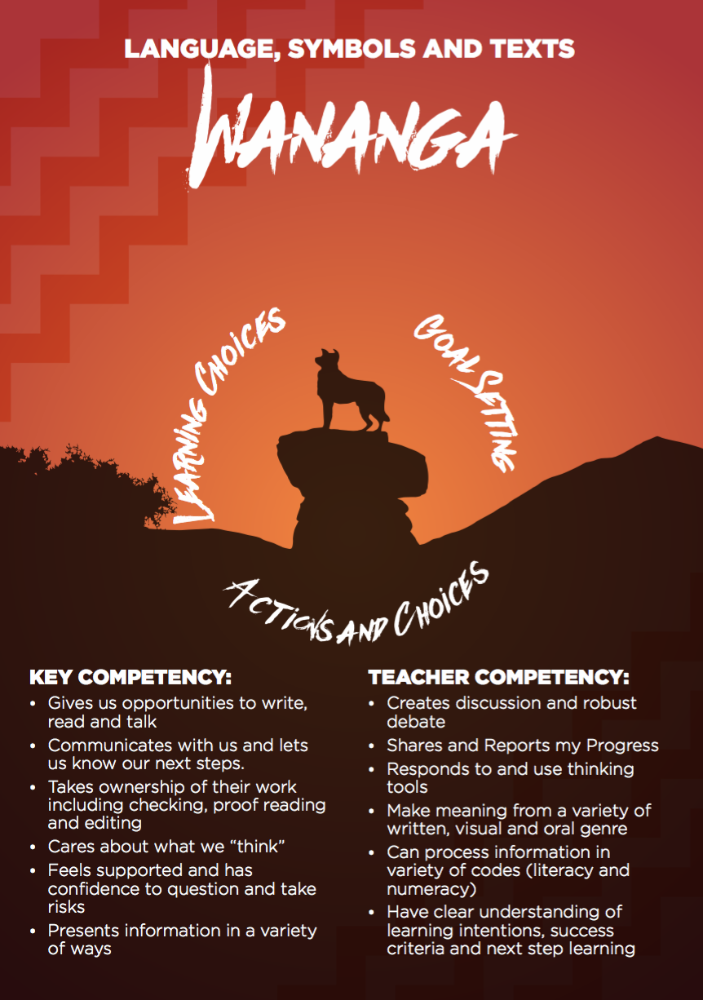 LANGUAGE, SYMBOLS AND TEXTS
WANANGA
LEARNING CHOICES
GOAL SETTING
ACTIONS AND CHOICES
KEY COMPETENCY:
• Gives us opportunities to write,
read and talk
• Communicates with us and lets
us know our next steps.
• Takes ownership of their work
including checking, proof reading
and editing
• Cares about what we “think”
• Feels supported and has
confidence to question and take
risks
• Presents information in a variety
of ways
TEACHER COMPETENCY:
• Creates discussion and robust
debate
• Shares and Reports my Progress
• Responds to and use thinking
tools
• Make meaning from a variety of
written, visual and oral genre
• Can process information in
variety of codes (literacy and
numeracy)
• Have clear understanding of
learning intentions, success
criteria and next step learning